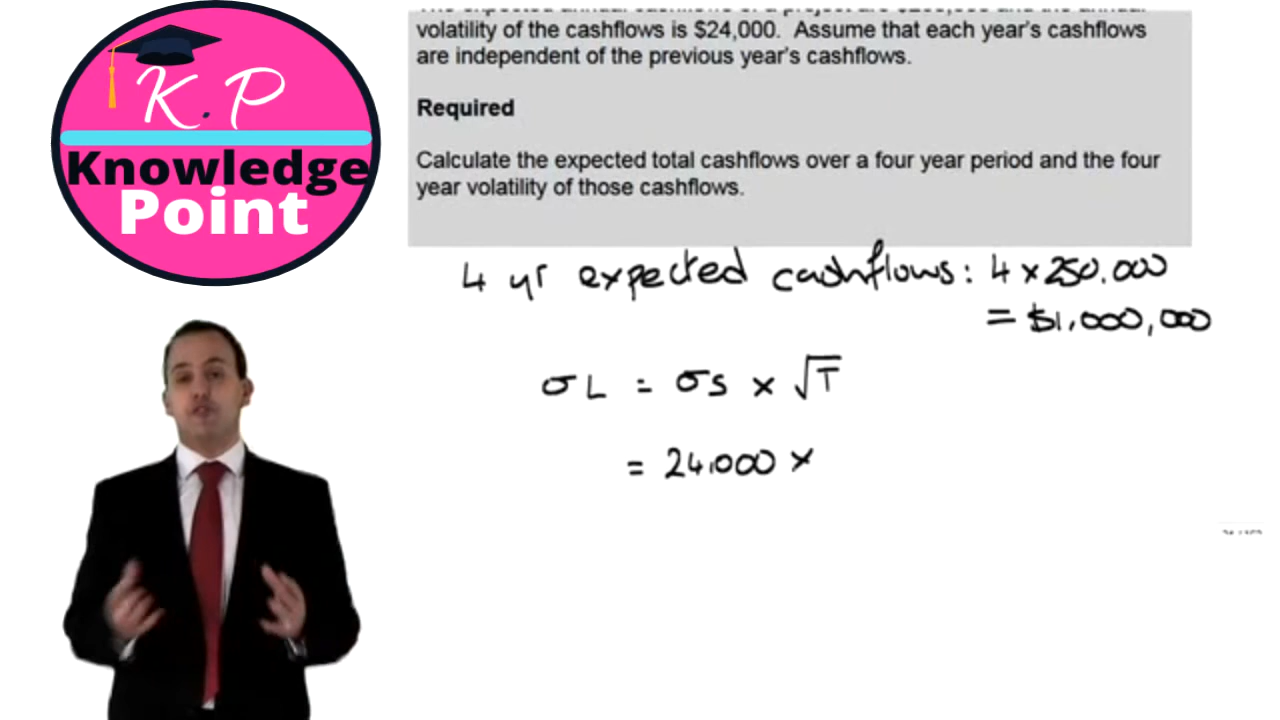 K.P
Knowledge
Point
volatility of the cashflows is $24,000. Assume that each year's cashflows
are independent of the previous year's cashflows.
Required
Calculate the expected total cashflows over a four year period and the four
year volatility of those cashflows.
4 yr expected cashflows: 4 x 250.000
= $1,000,000
σL = σS x √T
= 24,000 x